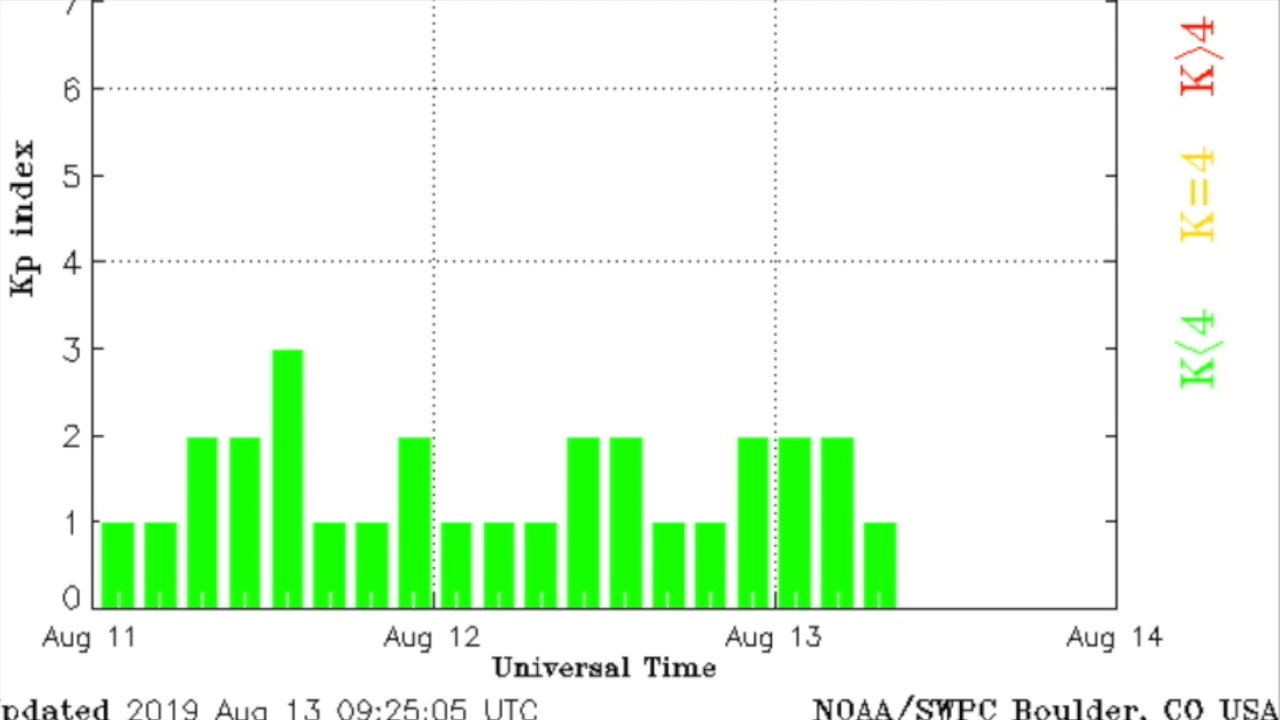 7
6
5
4
3
2
1
0
Kp index
K>4
K=4
K<4
Aug 11 Aug 12 Aug 13 Aug 14
Universal Time
pdated 2019 Aug 13 09:25:05 UTC NOAA/SWPC Boulder, CO USA